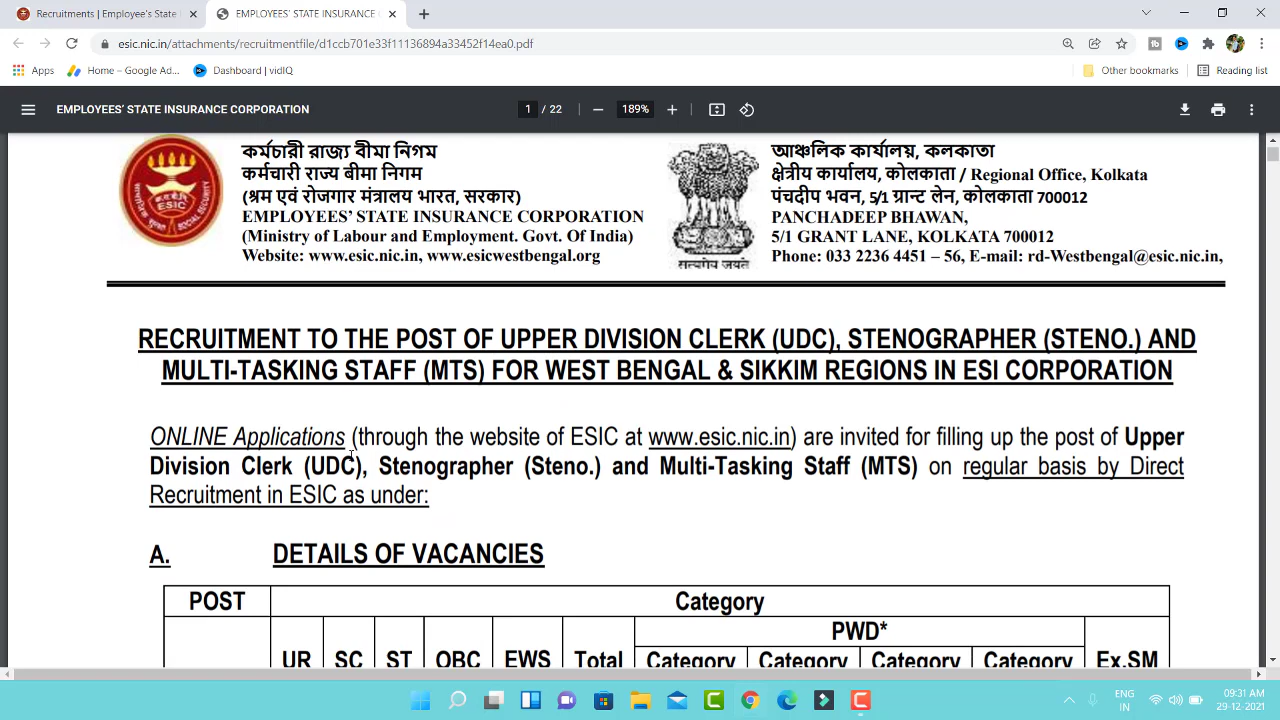 Recruitments | Employee's State
EMPLOYEES' STATE INSURANCE
esic.nic.in/attachments/recruitmentfile/d1ccb701e33f11136894a33452f14ea0.pdf
Apps
Home – Google Ad...
Dashboard | vidIQ
Other bookmarks
Reading list
EMPLOYEES' STATE INSURANCE CORPORATION
1 / 22
189%
কর্মচারী রাজ্য বীমা নিগম
कर्मचारी राज्य बीमा निगम
(श्रम एवं रोजगार मंत्रालय भारत, सरकार)
EMPLOYEES' STATE INSURANCE CORPORATION
(Ministry of Labour and Employment. Govt. Of India)
Website: www.esic.nic.in, www.esicwestbengal.org
ESIC
सत्यमेव जयते
আঞ্চলিক কার্যালয়, কলকাতা
क्षेत्रीय कार्यालय, कोलकाता / Regional Office, Kolkata
पंचदीप भवन, 5/1 ग्रान्ट लेन, कोलकाता 700012
PANCHADEEP BHAWAN,
5/1 GRANT LANE, KOLKATA 700012
Phone: 033 2236 4451 – 56, E-mail: rd-Westbengal@esic.nic.in,
RECRUITMENT TO THE POST OF UPPER DIVISION CLERK (UDC), STENOGRAPHER (STENO.) AND
MULTI-TASKING STAFF (MTS) FOR WEST BENGAL & SIKKIM REGIONS IN ESI CORPORATION
ONLINE Applications (through the website of ESIC at www.esic.nic.in) are invited for filling up the post of Upper
Division Clerk (UDC), Stenographer (Steno.) and Multi-Tasking Staff (MTS) on regular basis by Direct
Recruitment in ESIC as under:
A. DETAILS OF VACANCIES
POST
Category
PWD*
UR SC ST OBC EWS Total Category Category Category Category Ex.SM
ENG
IN
09:31 AM
29-12-2021